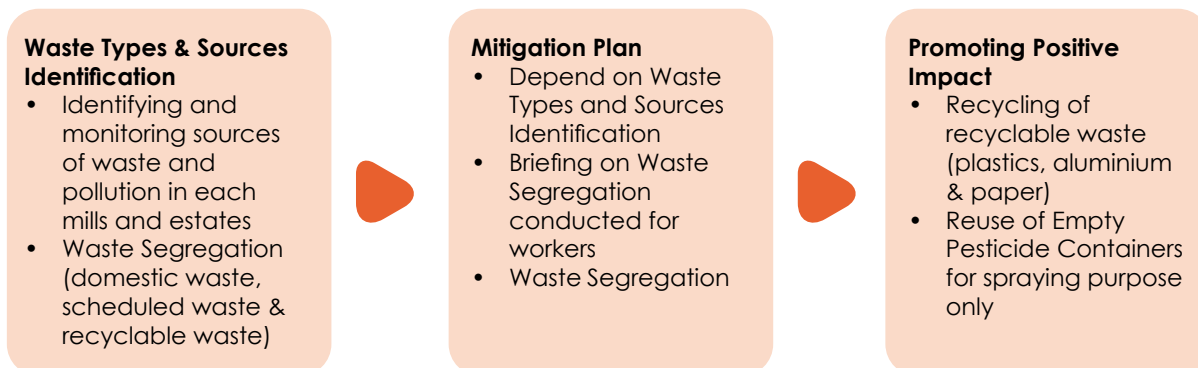 Waste Types & Sources
Identification
• Identifying and
monitoring sources
of waste and
pollution in each
mills and estates
• Waste Segregation
(domestic waste,
scheduled waste &
recyclable waste)
Mitigation Plan
• Depend on Waste
Types and Sources
Identification
• Briefing on Waste
Segregation
conducted for
workers
• Waste Segregation
Promoting Positive
Impact
• Recycling of
recyclable waste
(plastics, aluminium
& paper)
• Reuse of Empty
Pesticide Containers
for spraying purpose
only